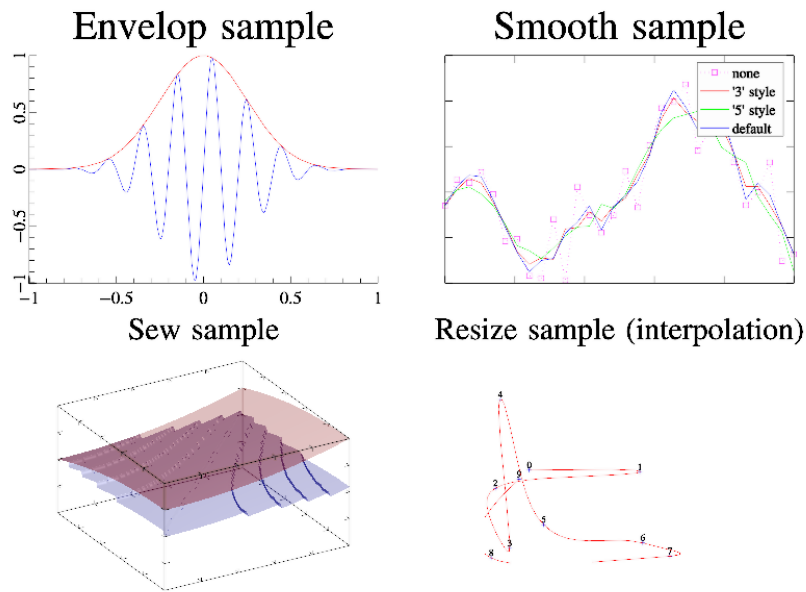 Envelop sample
Smooth sample
1
0.5
0
−0.5
−1
−1
−0.5
0
0.5
1
none
'3' style
'5' style
default
Sew sample
Resize sample (interpolation)
4
0
1
9
2
5
3
6
7
8